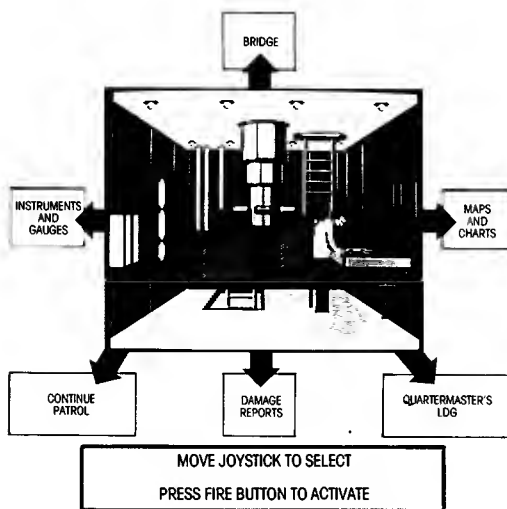 BRIDGE
INSTRUMENTS
AND
GAUGES
MAPS
AND
CHARTS
CONTINUE
PATROL
DAMAGE
REPORTS
QUARTERMASTER'S
LDG
MOVE JOYSTICK TO SELECT
PRESS FIRE BUTTON TO ACTIVATE